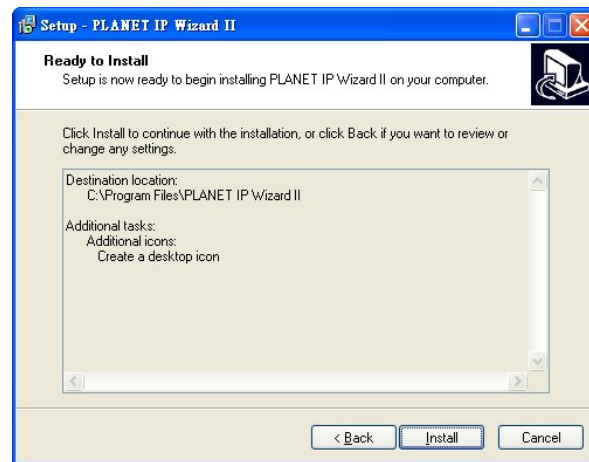 Setup - PLANET IP Wizard II
Ready to Install
Setup is now ready to begin installing PLANET IP Wizard II on your computer.
Click Install to continue with the installation, or click Back if you want to review or
change any settings.
Destination location:
C:\Program Files\PLANET IP Wizard II
Additional tasks:
Additional icons:
Create a desktop icon
< Back
Install
Cancel